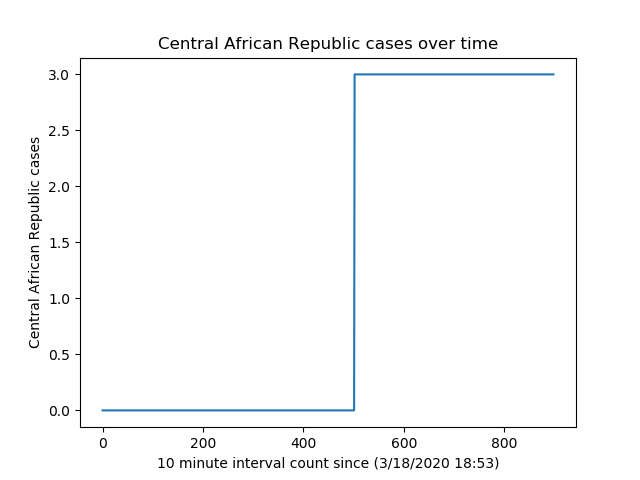 Central African Republic cases over time
Central African Republic cases
3.0
2.5
2.0
1.5
1.0
0.5
0.0
0 200 400 600 800
10 minute interval count since (3/18/2020 18:53)